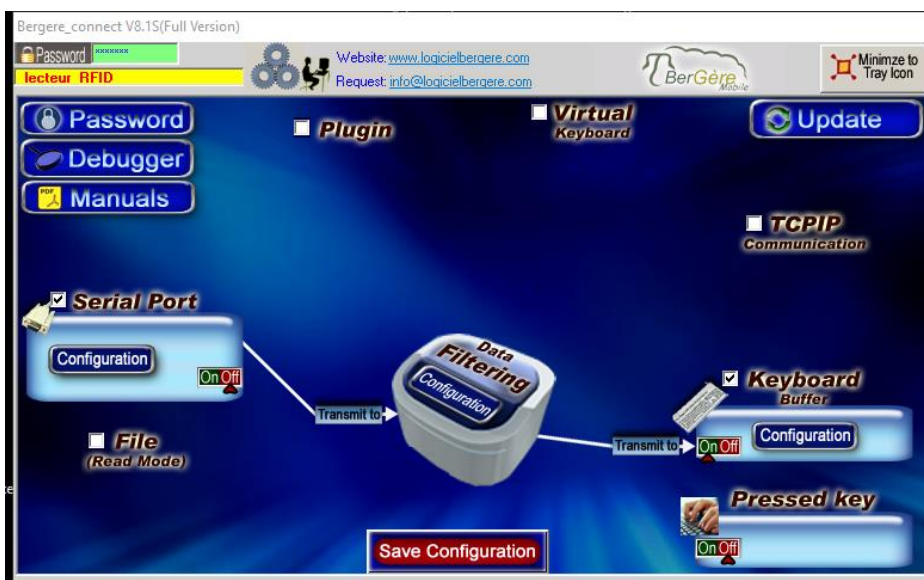 Bergere_connect V8.1S(Full Version)
Password *******
lecteur RFID
Website: www.logicielbergere.com
Request: info@logicielbergere.com
BerGère
Mobile
Minimze to
Tray Icon
Password
Debugger
PDF
Manuals
Plugin
Virtual
Keyboard
Update
TCPIP
Communication
Serial Port
Configuration
On Off
File
(Read Mode)
Transmit to
Data
Filtering
Configuration
Transmit to
Keyboard
Buffer
On Off
Configuration
Pressed key
On Off
Save Configuration